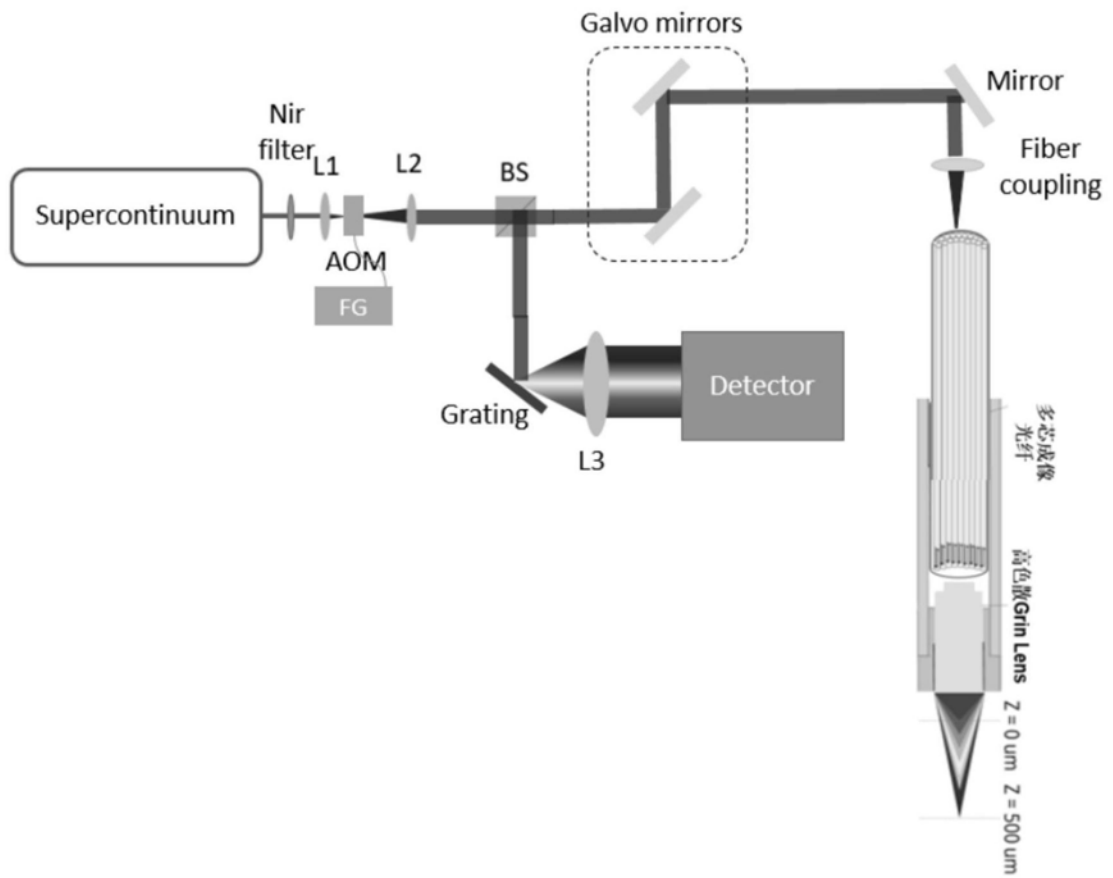 Galvo mirrors
Mirror
Nir
filter
L1
L2
BS
Fiber
coupling
Supercontinuum
AOM
FG
Detector
Grating
L3
多芯成像
光纤
高色散Grin Lens
Z = 0 um
Z = 500 um